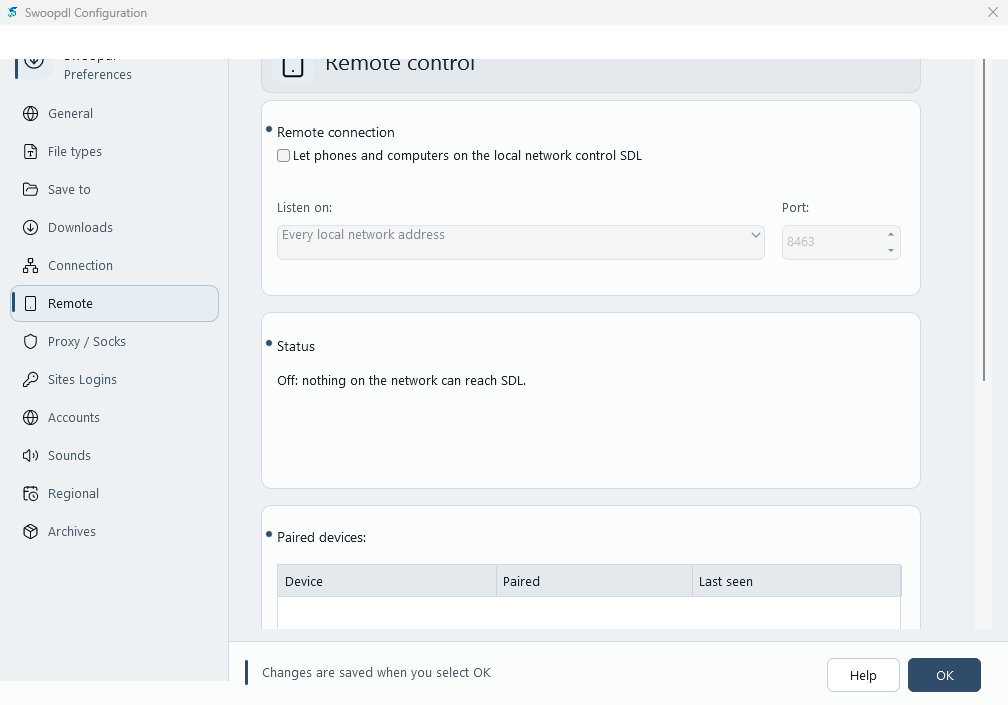 Swoopdl Configuration
Preferences
General
File types
Save to
Downloads
Connection
Remote
Proxy / Socks
Sites Logins
Accounts
Sounds
Regional
Archives
Remote control
Remote connection
Let phones and computers on the local network control SDL
Listen on:
Port:
Every local network address
8463
Status
Off: nothing on the network can reach SDL.
Paired devices:
Device
Paired
Last seen
Changes are saved when you select OK
Help
OK